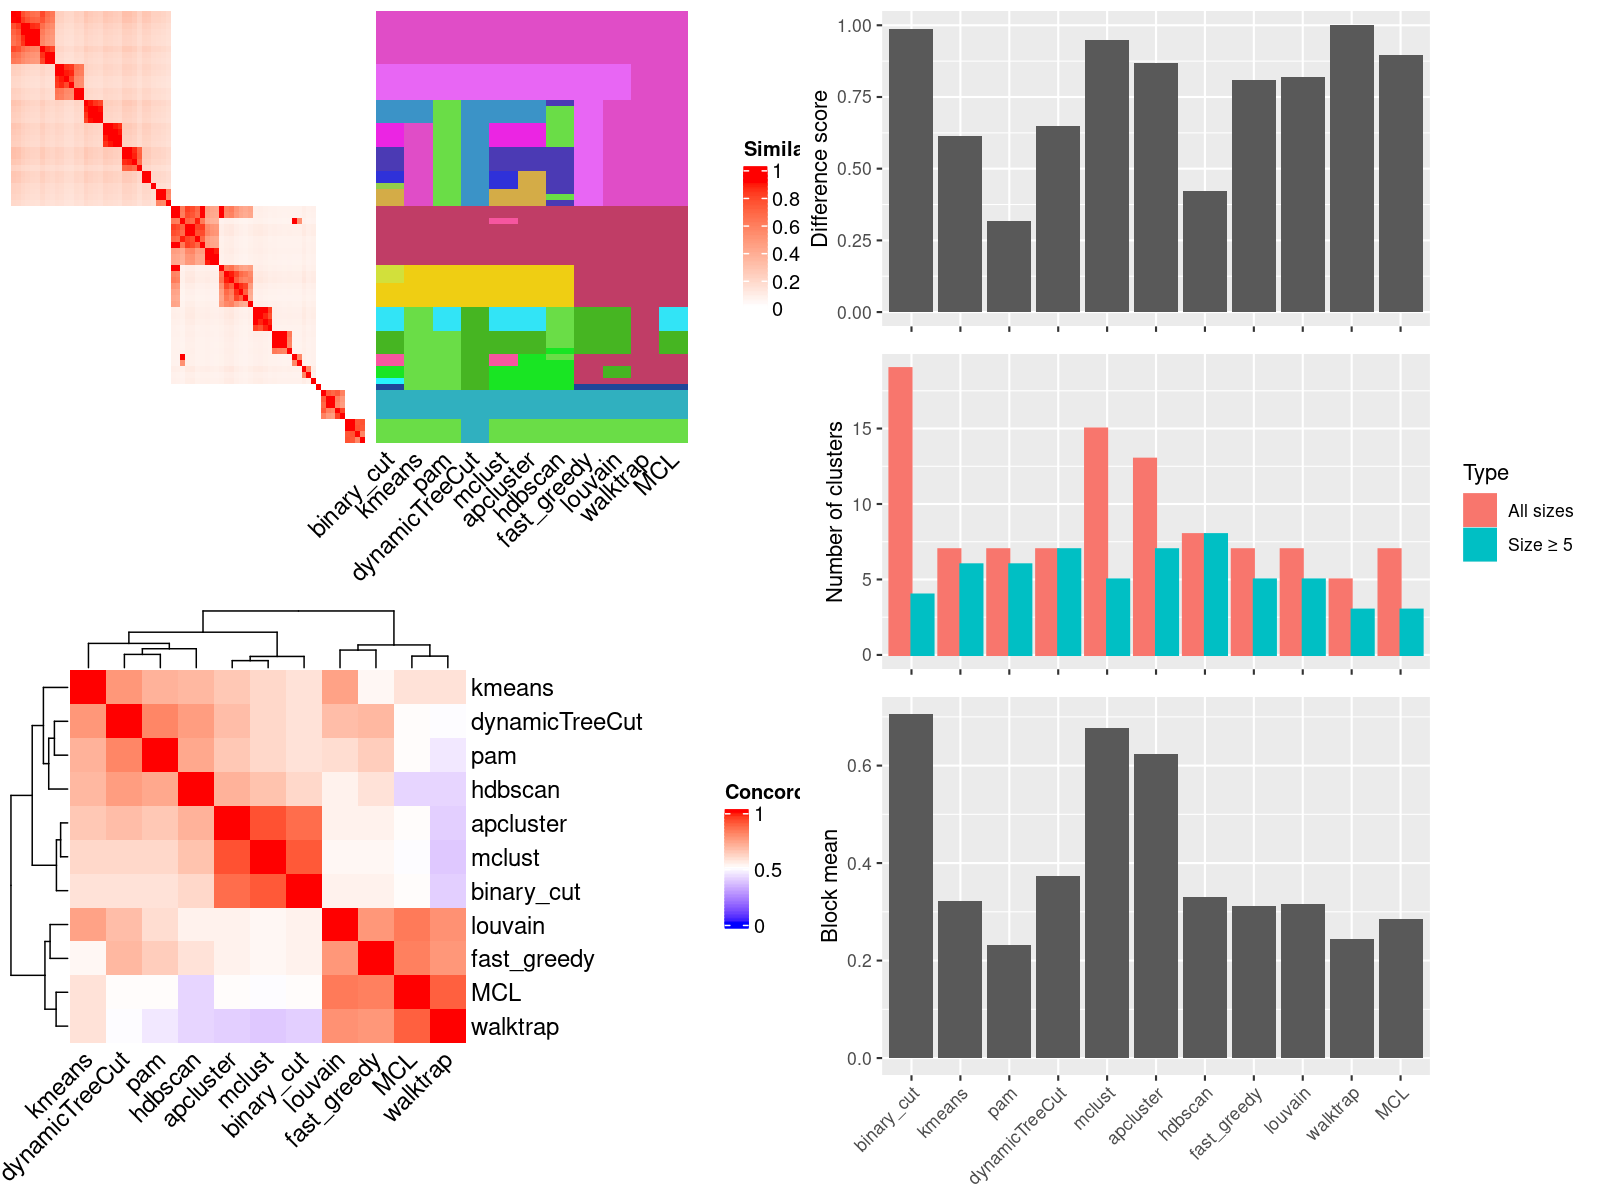 Simila
1
0.8
0.6
0.4
0.2
0
binary_cut
kmeans
pam
dynamicTreeCut
mclust
apcluster
hdbscan
fast_greedy
louvain
walktrap
MCL
Difference score
1.00
0.75
0.50
0.25
0.00
Number of clusters
15
10
5
0
Type
All sizes
Size ≥ 5
kmeans
dynamicTreeCut
pam
hdbscan
apcluster
mclust
binary_cut
louvain
fast_greedy
MCL
walktrap
kmeans
dynamicTreeCut
pam
hdbscan
apcluster
mclust
binary_cut
louvain
fast_greedy
MCL
walktrap
Concord
1
0.5
0
Block mean
0.6
0.4
0.2
0.0
binary_cut
kmeans
pam
dynamicTreeCut
mclust
apcluster
hdbscan
fast_greedy
louvain
walktrap
MCL